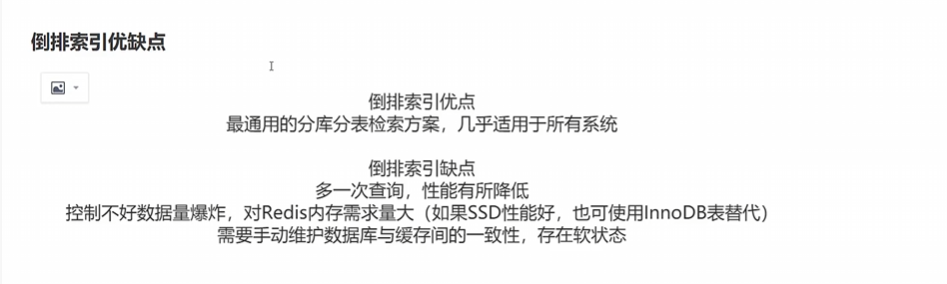 倒排索引优缺点
倒排索引优点
最通用的分库分表检索方案，几乎适用于所有系统
倒排索引缺点
多一次查询，性能有所降低
控制不好数据量爆炸，对Redis内存需求量大（如果SSD性能好，也可使用InnoDB表替代）
需要手动维护数据库与缓存间的一致性，存在软状态